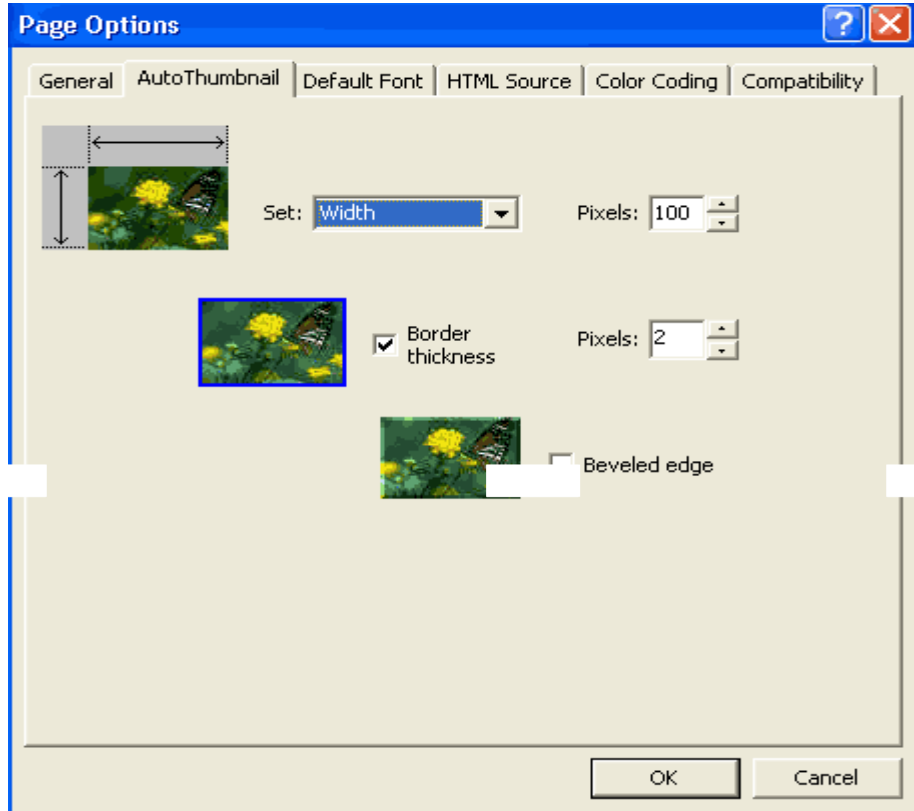 Page Options
General AutoThumbnail Default Font HTML Source Color Coding Compatibility
Set: Width Pixels: 100
Border
thickness
Pixels: 2
Beveled edge
OK Cancel